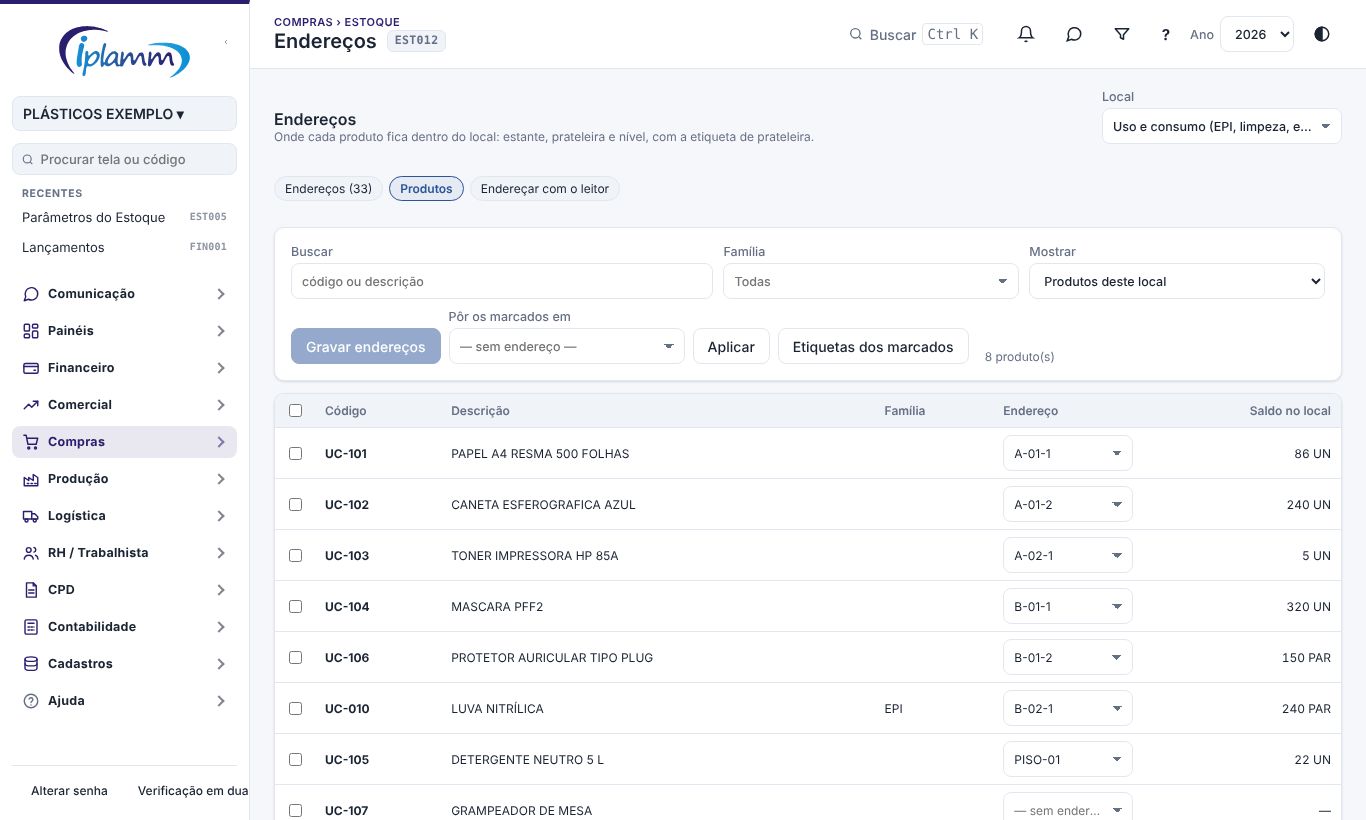 iplamm
‹
PLÁSTICOS EXEMPLO ▾
Procurar tela ou código
RECENTES
Parâmetros do Estoque EST005
Lançamentos FIN001
Comunicação
Painéis
Financeiro
Comercial
Compras
Produção
Logística
RH / Trabalhista
CPD
Contabilidade
Cadastros
Ajuda
Alterar senha Verificação em dua
COMPRAS › ESTOQUE
Endereços EST012
Buscar Ctrl K ? Ano 2026
Endereços
Onde cada produto fica dentro do local: estante, prateleira e nível, com a etiqueta de prateleira.
Local
Uso e consumo (EPI, limpeza, e...
Endereços (33) Produtos Endereçar com o leitor
Buscar Família Mostrar
código ou descrição Todas Produtos deste local
Pôr os marcados em
Gravar endereços — sem endereço — Aplicar Etiquetas dos marcados 8 produto(s)
Código Descrição Família Endereço Saldo no local
UC-101 PAPEL A4 RESMA 500 FOLHAS A-01-1 86 UN
UC-102 CANETA ESFEROGRAFICA AZUL A-01-2 240 UN
UC-103 TONER IMPRESSORA HP 85A A-02-1 5 UN
UC-104 MASCARA PFF2 B-01-1 320 UN
UC-106 PROTETOR AURICULAR TIPO PLUG B-01-2 150 PAR
UC-010 LUVA NITRÍLICA EPI B-02-1 240 PAR
UC-105 DETERGENTE NEUTRO 5 L PISO-01 22 UN
UC-107 GRAMPEADOR DE MESA — sem ender... —